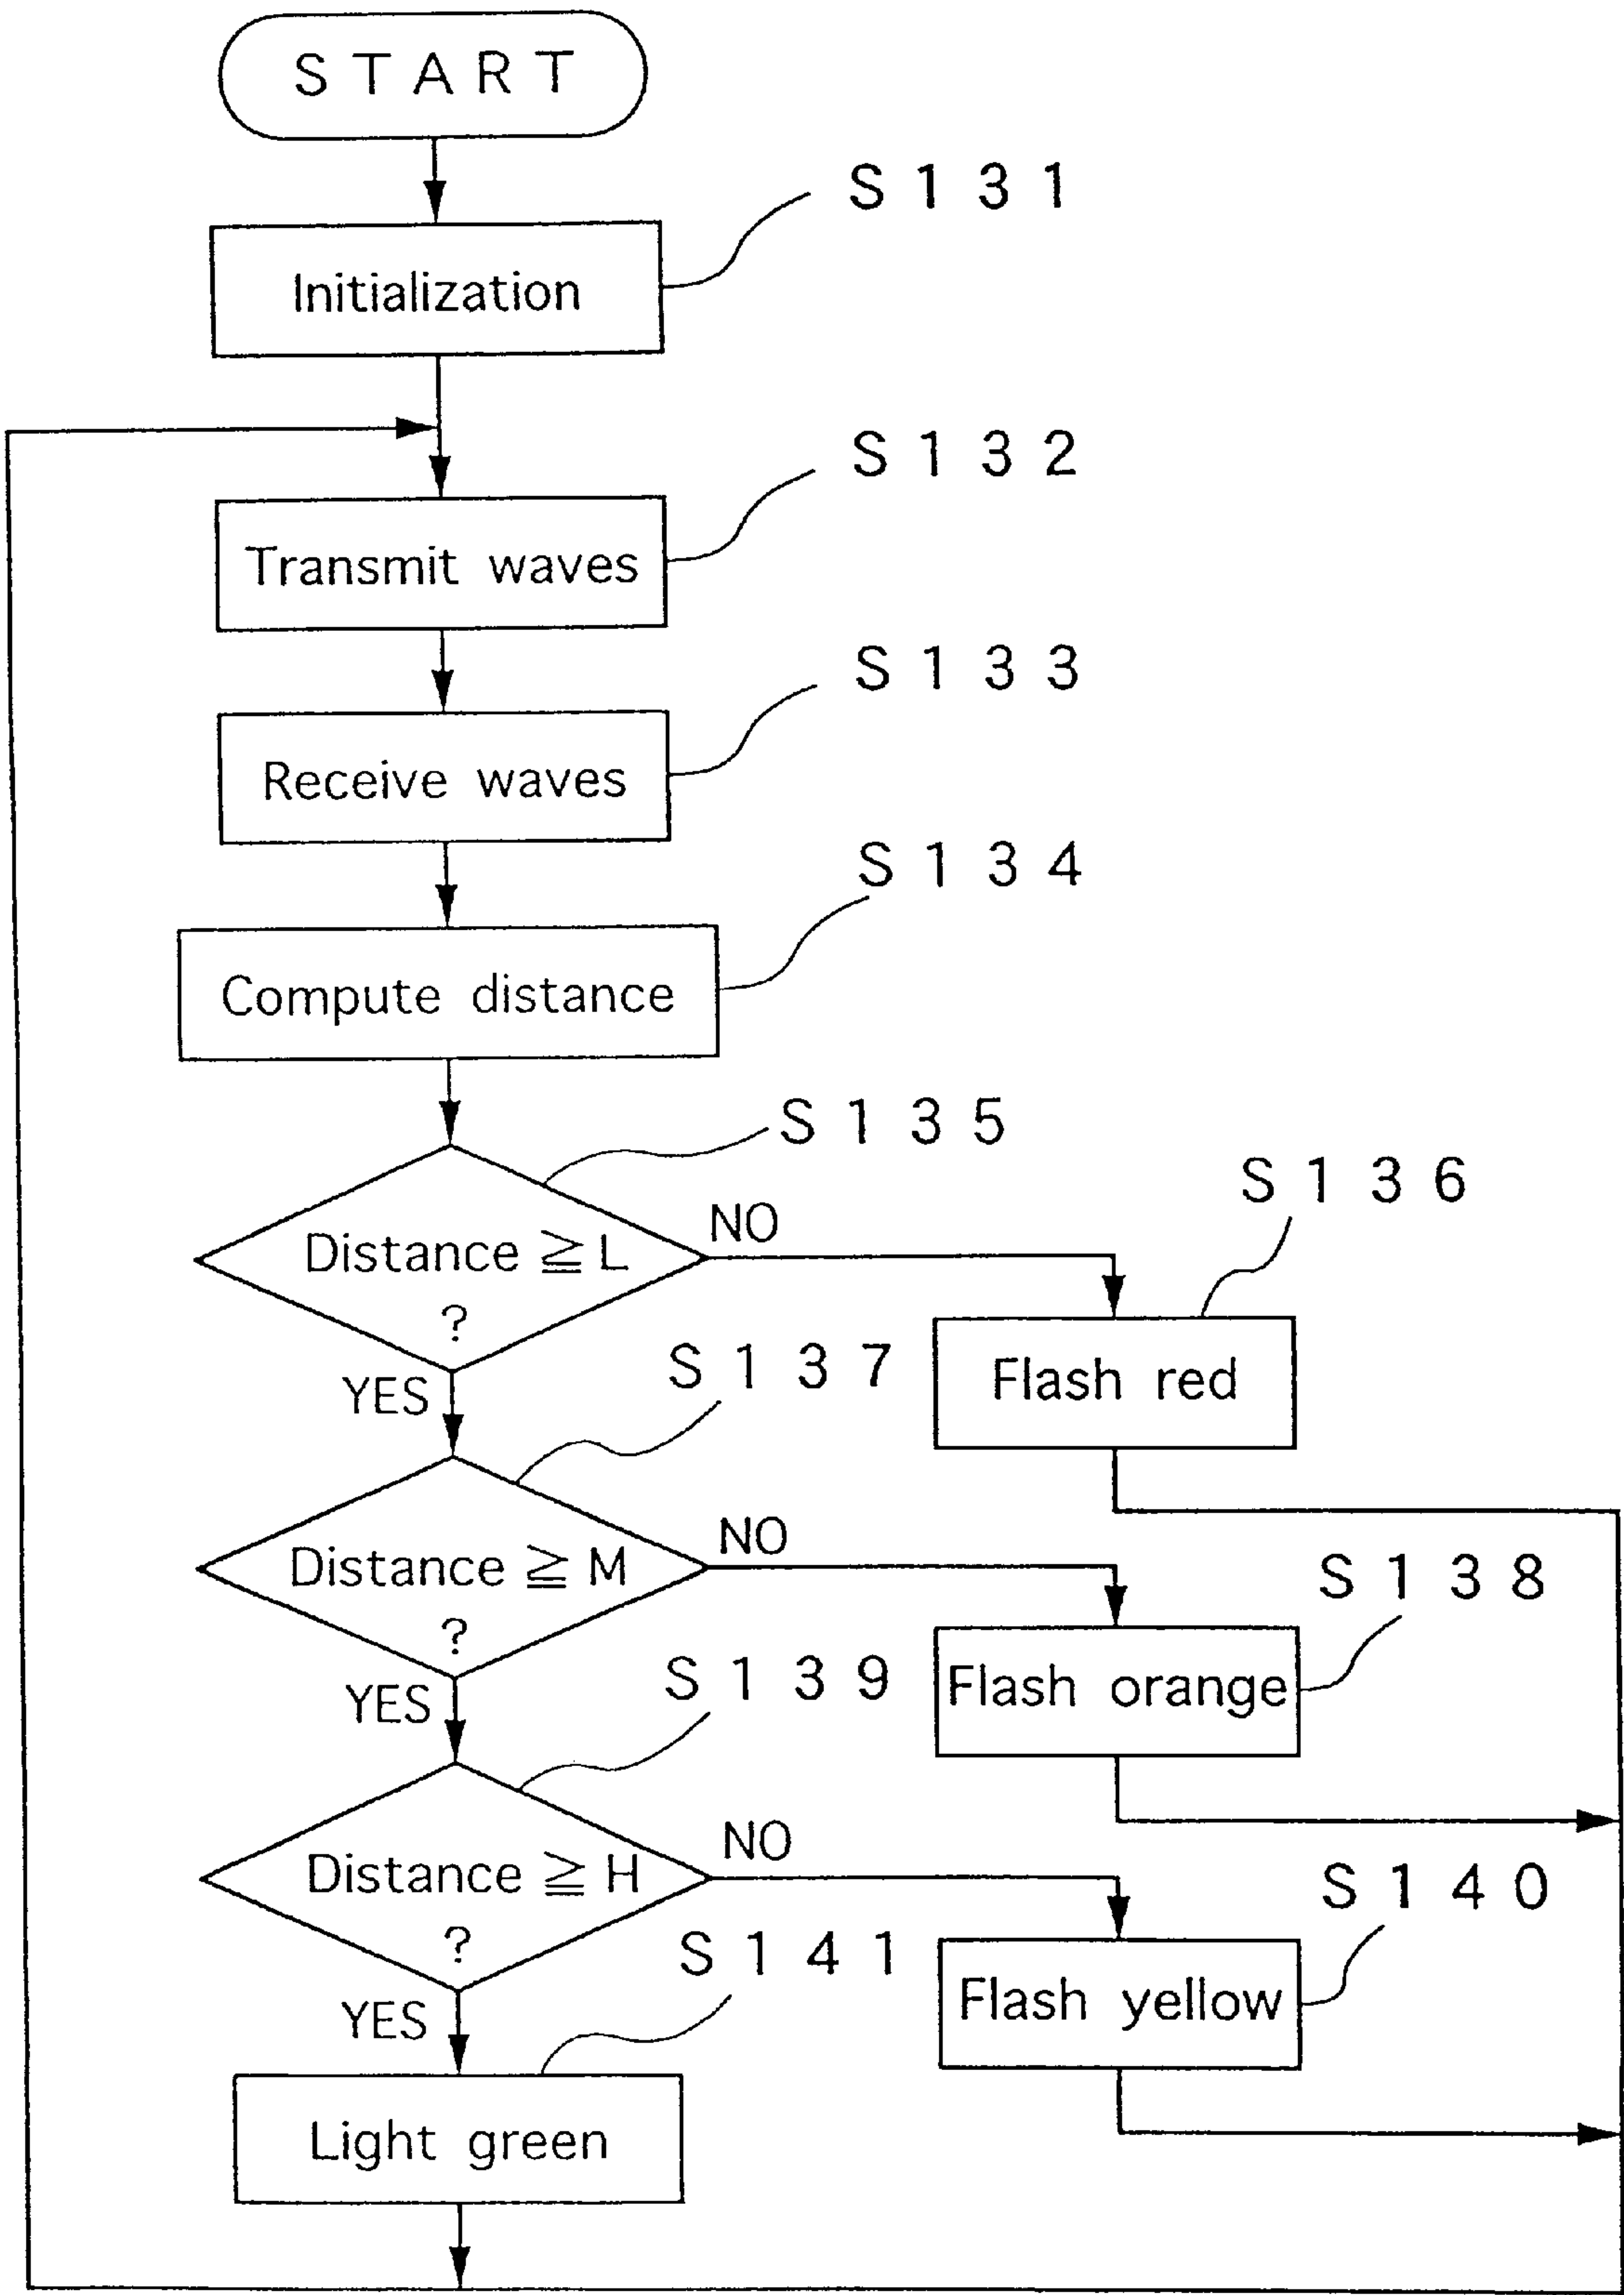 START
S131
Initialization
S132
Transmit waves
S133
Receive waves
S134
Compute distance
S135
Distance ≧ L
?
NO
S136
Flash red
YES
S137
Distance ≧ M
?
NO
S138
Flash orange
YES
S139
Distance ≧ H
?
NO
S140
Flash yellow
YES
S141
Light green